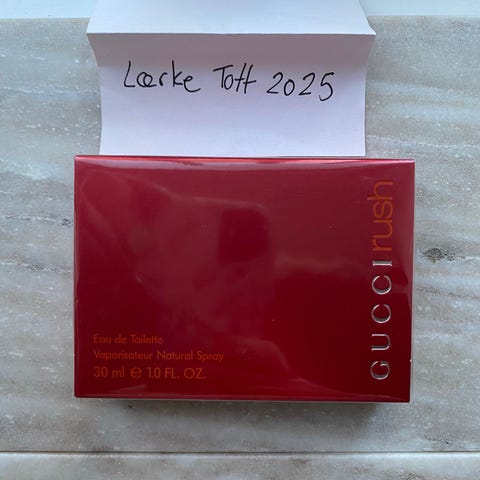 Lærke Toft 2025
GUCCI rush
Eau de Toilette
Vaporisateur Natural Spray
30 ml ℮ 1.0 FL. OZ.